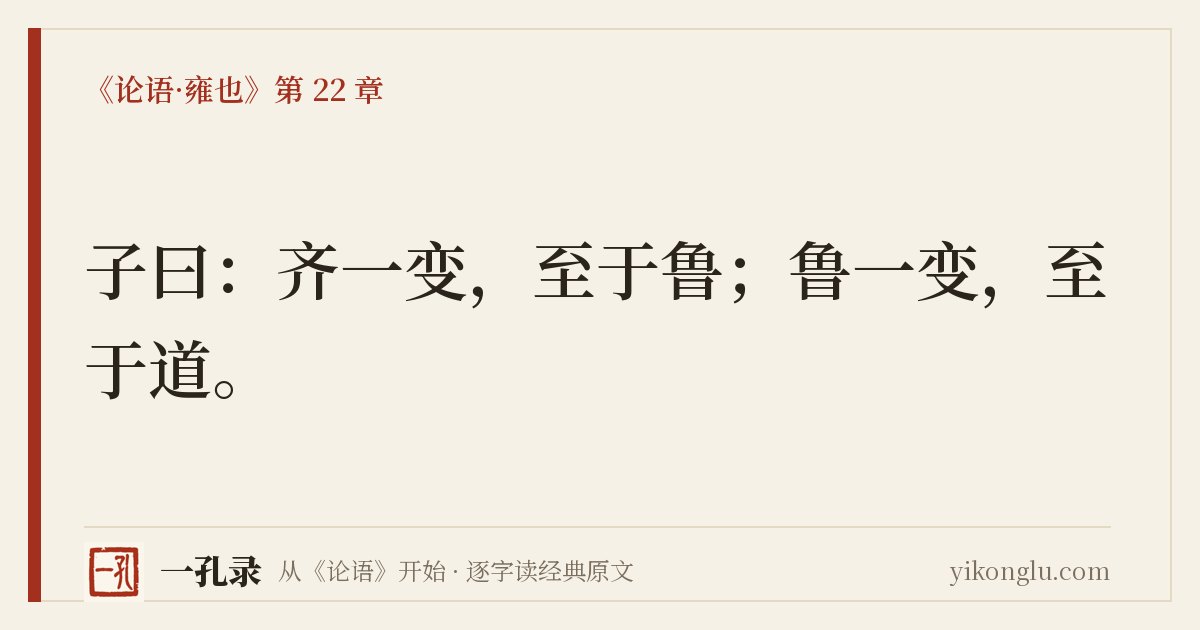 《论语·雍也》第 22 章
子曰：齐一变，至于鲁；鲁一变，至
于道。
一孔
一孔录 从《论语》开始 · 逐字读经典原文 yikonglu.com